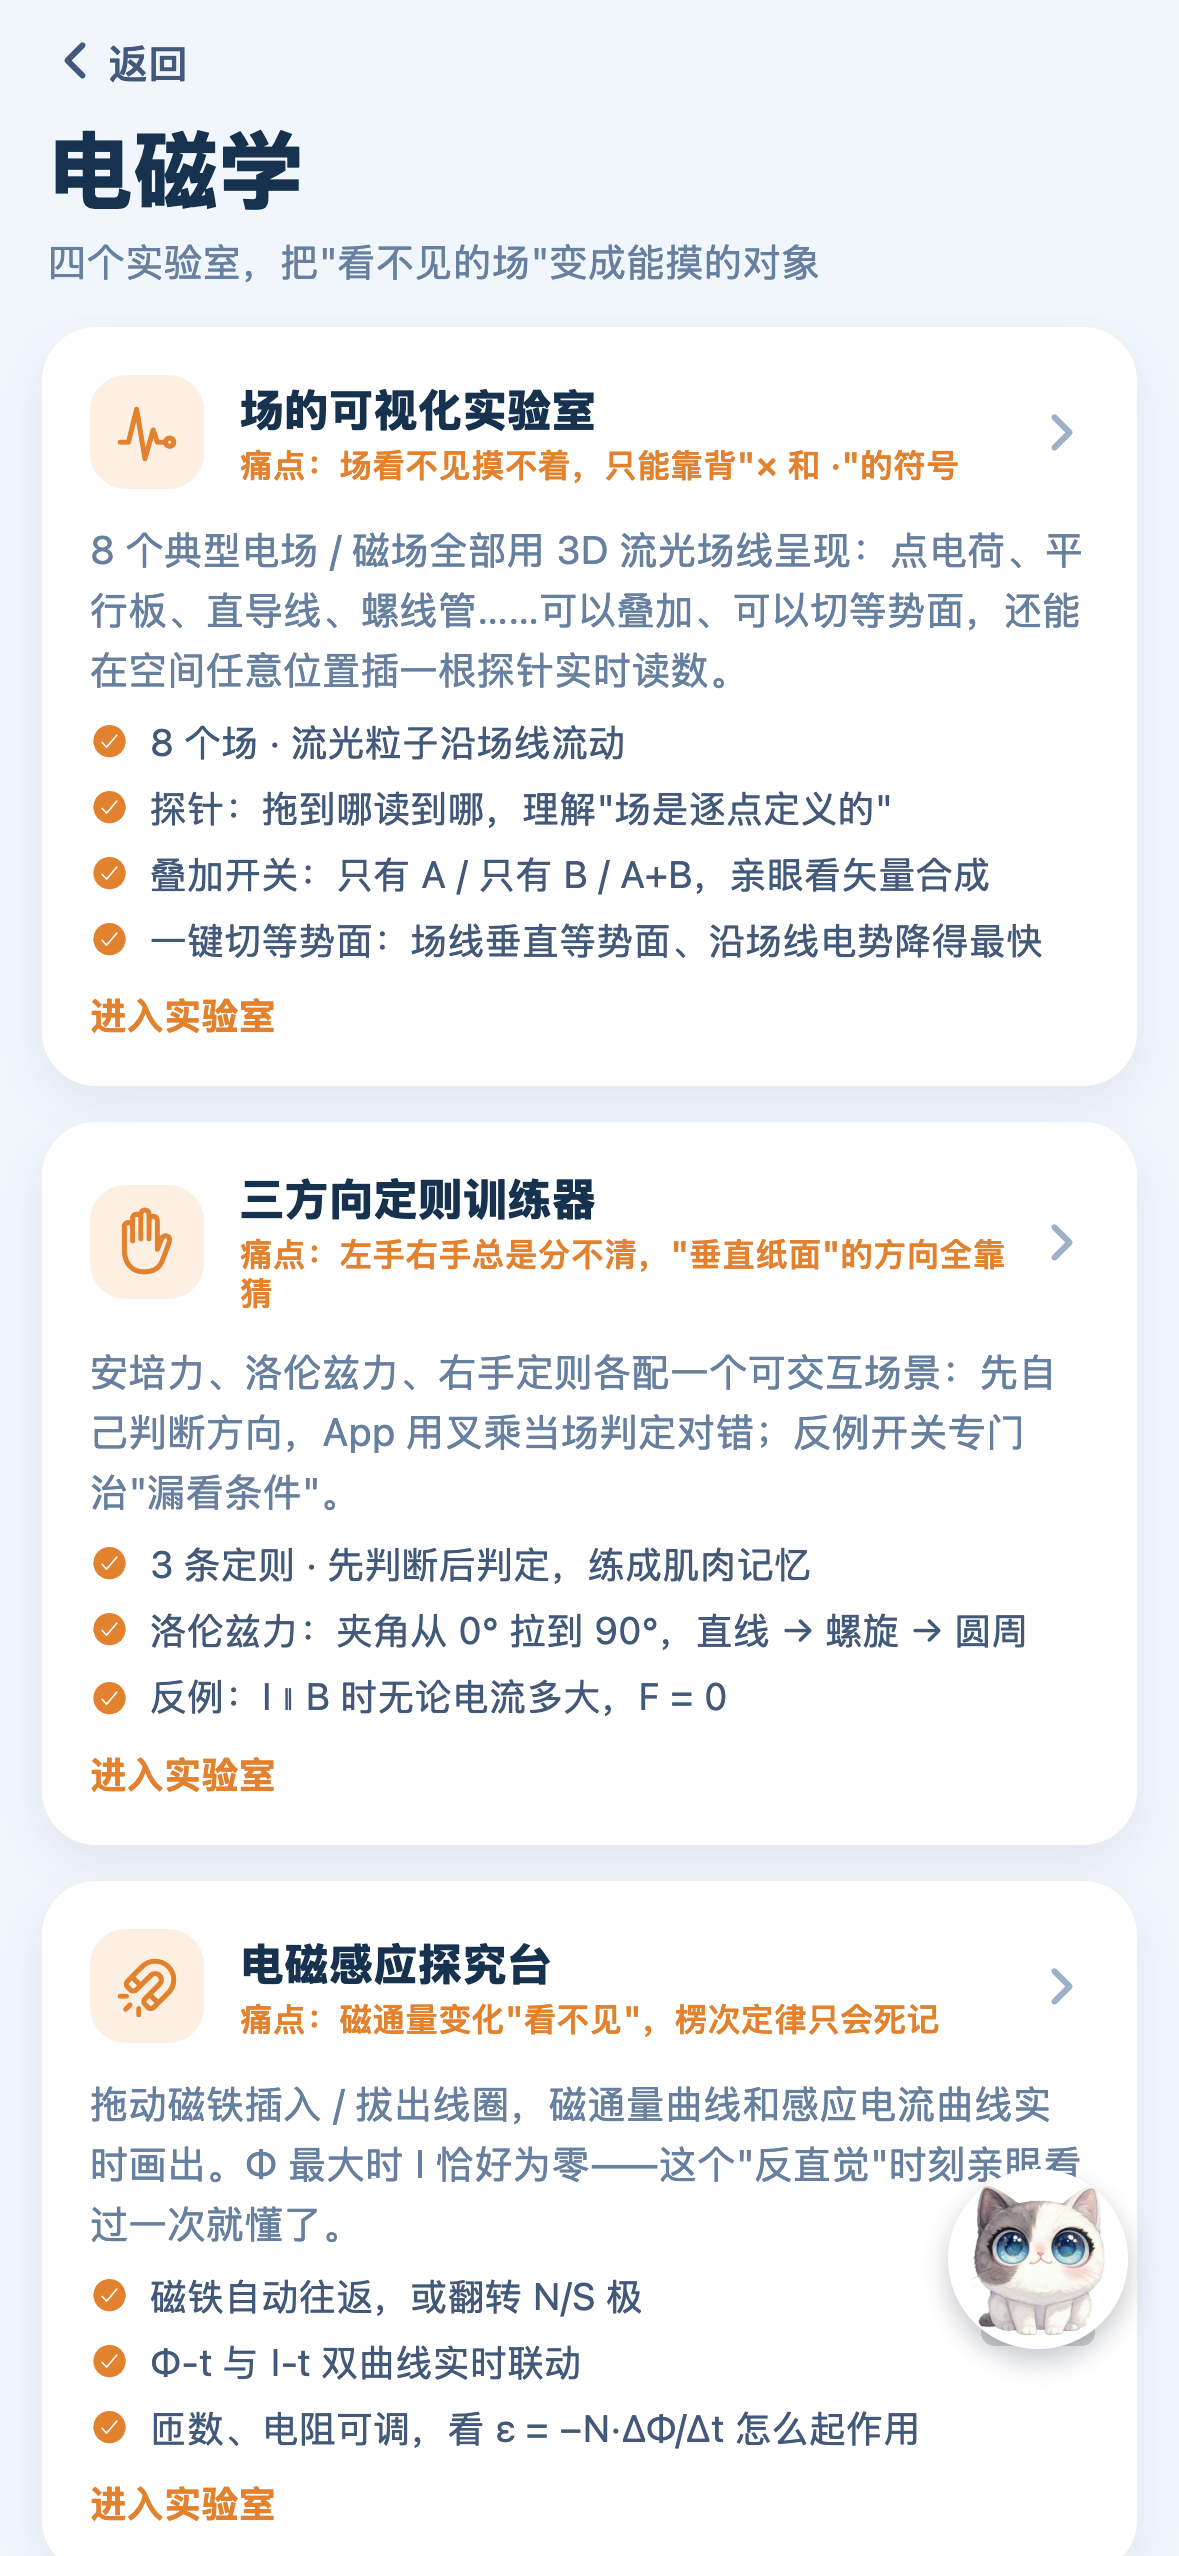 返回
电磁学
四个实验室，把"看不见的场"变成能摸的对象
场的可视化实验室
痛点：场看不见摸不着，只能靠背"× 和 ·"的符号
8 个典型电场 / 磁场全部用 3D 流光场线呈现：点电荷、平
行板、直导线、螺线管……可以叠加、可以切等势面，还能
在空间任意位置插一根探针实时读数。
8 个场 · 流光粒子沿场线流动
探针：拖到哪读到哪，理解"场是逐点定义的"
叠加开关：只有 A / 只有 B / A+B，亲眼看矢量合成
一键切等势面：场线垂直等势面、沿场线电势降得最快
进入实验室
三方向定则训练器
痛点：左手右手总是分不清，"垂直纸面"的方向全靠
猜
安培力、洛伦兹力、右手定则各配一个可交互场景：先自
己判断方向，App 用叉乘当场判定对错；反例开关专门
治"漏看条件"。
3 条定则 · 先判断后判定，练成肌肉记忆
洛伦兹力：夹角从 0° 拉到 90°，直线 → 螺旋 → 圆周
反例：I ∥ B 时无论电流多大，F = 0
进入实验室
电磁感应探究台
痛点：磁通量变化"看不见"，楞次定律只会死记
拖动磁铁插入 / 拔出线圈，磁通量曲线和感应电流曲线实
时画出。Φ 最大时 I 恰好为零——这个"反直觉"时刻亲眼看
过一次就懂了。
磁铁自动往返，或翻转 N/S 极
Φ-t 与 I-t 双曲线实时联动
匝数、电阻可调，看 ε = −N·ΔΦ/Δt 怎么起作用
进入实验室